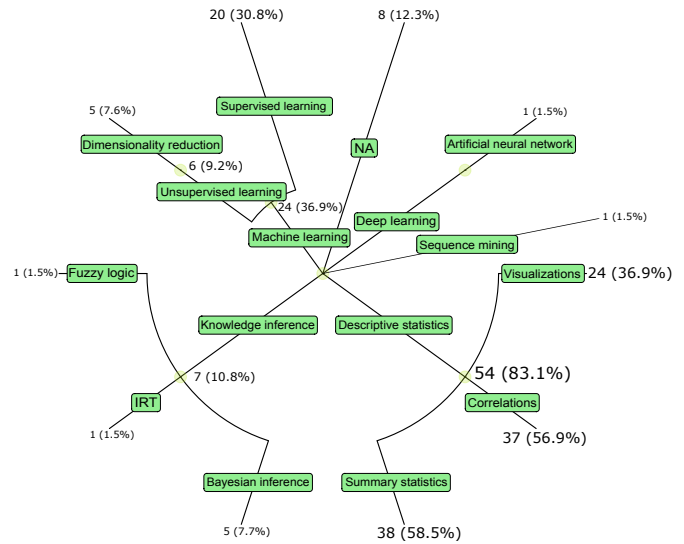 20 (30.8%)
8 (12.3%)
Supervised learning
5 (7.6%)
1 (1.5%)
Dimensionality reduction
NA
Artificial neural network
6 (9.2%)
Unsupervised learning
24 (36.9%)
Deep learning
1 (1.5%)
Machine learning
Sequence mining
1 (1.5%)
Fuzzy logic
Visualizations
24 (36.9%)
Knowledge inference
Descriptive statistics
7 (10.8%)
54 (83.1%)
IRT
Correlations
1 (1.5%)
37 (56.9%)
Bayesian inference
Summary statistics
5 (7.7%)
38 (58.5%)